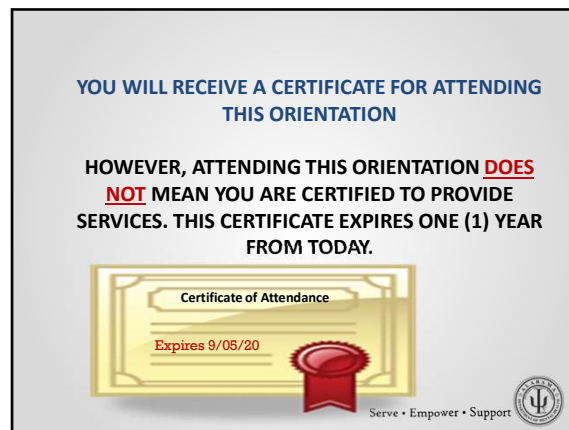 YOU WILL RECEIVE A CERTIFICATE FOR ATTENDING
THIS ORIENTATION
HOWEVER, ATTENDING THIS ORIENTATION DOES
NOT MEAN YOU ARE CERTIFIED TO PROVIDE
SERVICES. THIS CERTIFICATE EXPIRES ONE (1) YEAR
FROM TODAY.
Certificate of Attendance
Expires 9/05/20
Serve • Empower • Support
ALABAMA